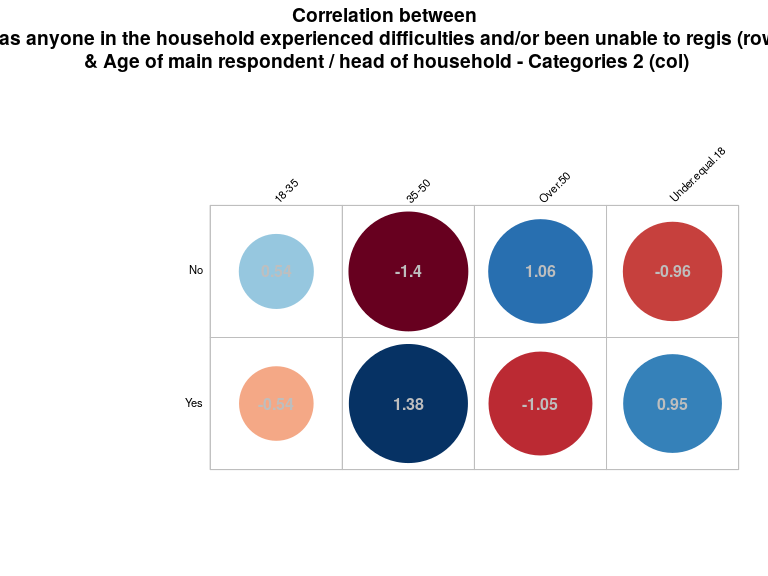 Correlation between
as anyone in the household experienced difficulties and/or been unable to regis (row
& Age of main respondent / head of household - Categories 2 (col)
18-35 35-50 Over.50 Under.equal.18
No 0.54 -1.4 1.06 -0.96
Yes -0.54 1.38 -1.05 0.95